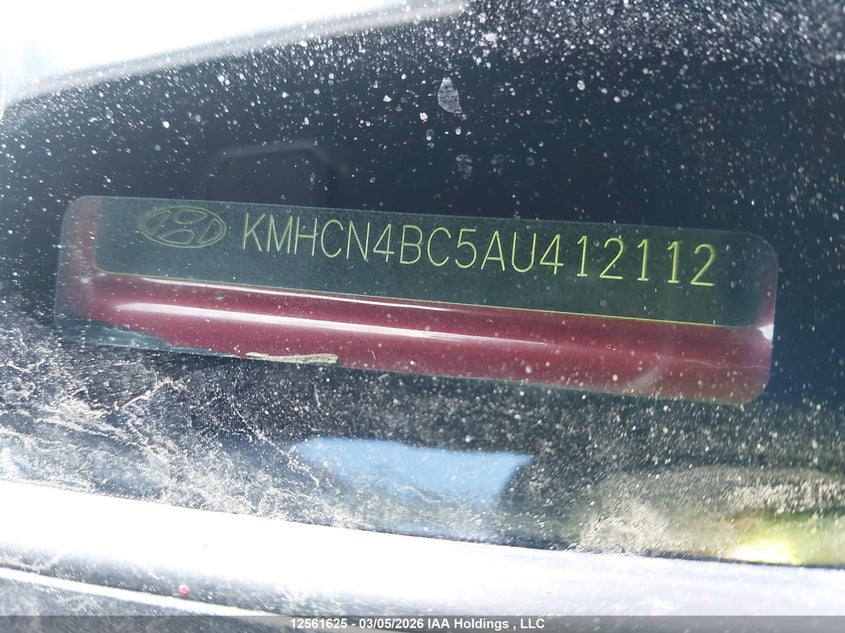 KMHCN4BC5AU412112
12561625 - 03/05/2026 IAA Holdings , LLC